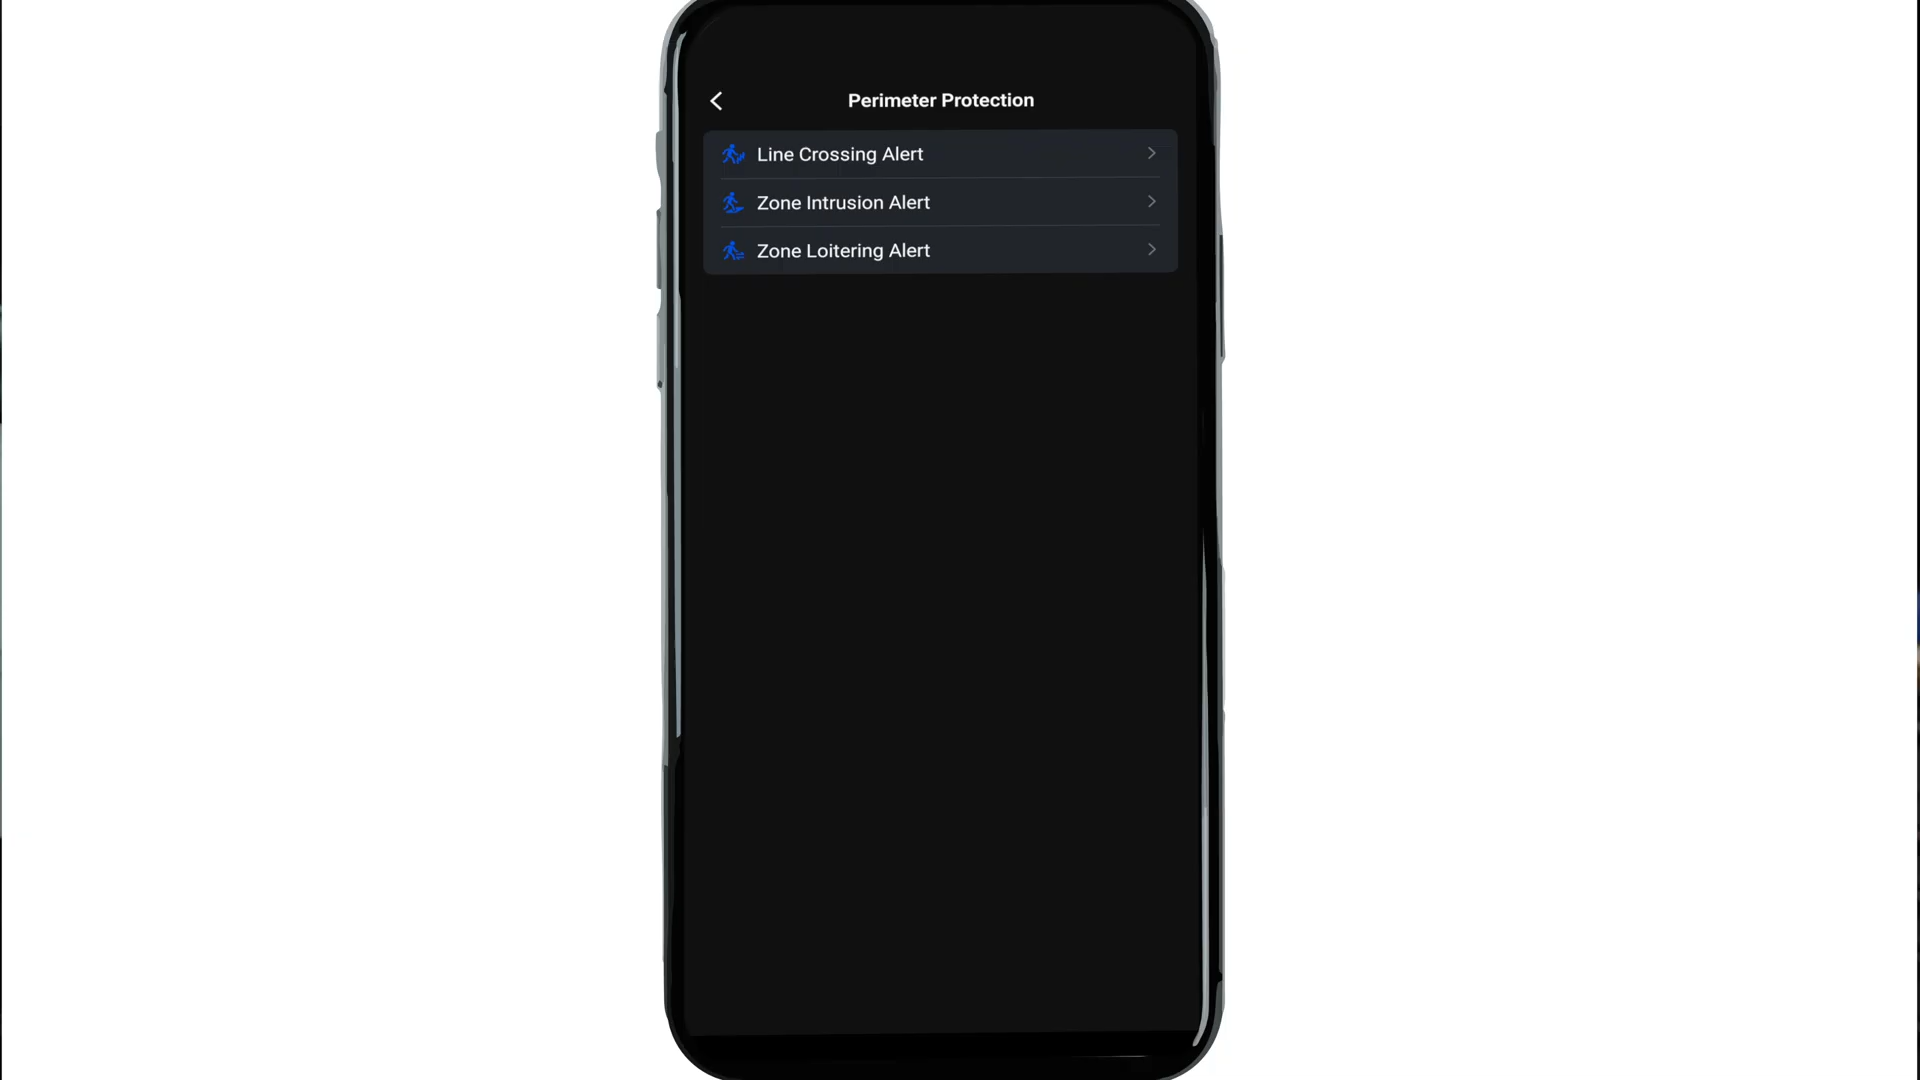 Perimeter Protection
Line Crossing Alert
Zone Intrusion Alert
Zone Loitering Alert